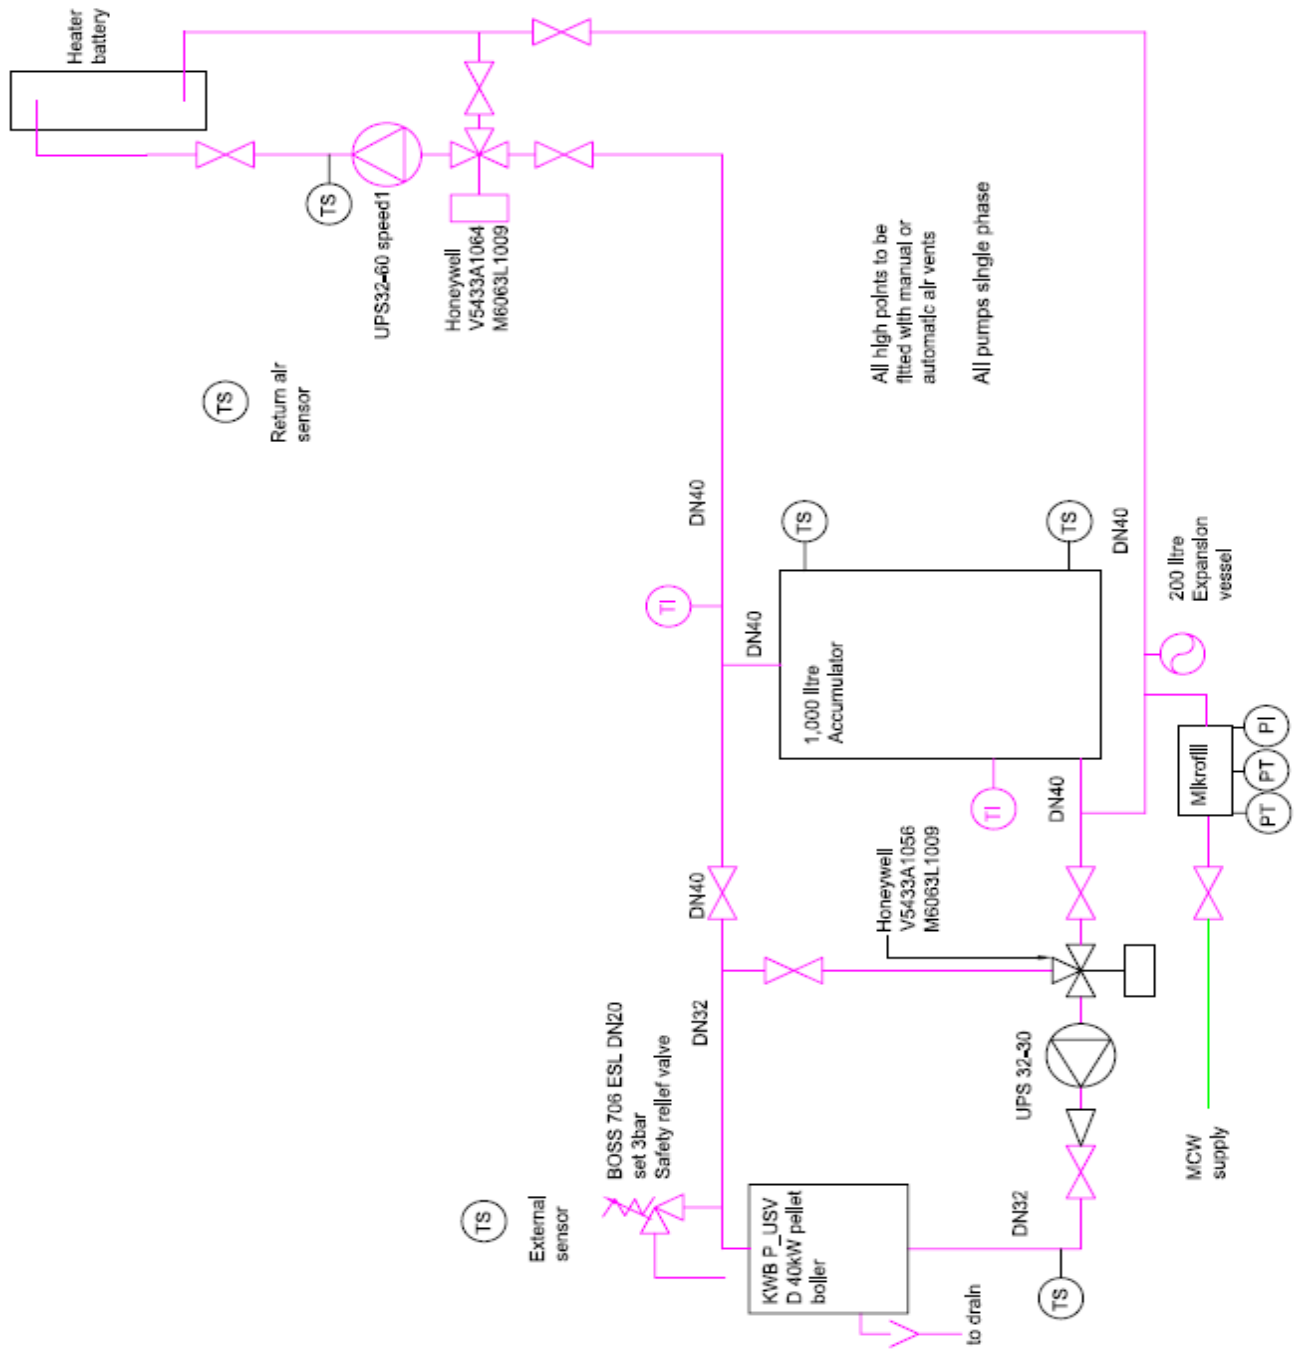 Heater
battery
TS
UPS32-60 speed1
Honeywell
V5433A1064
M6063L1009
TS
Return air
sensor
All high points to be
fitted with manual or
automatic air vents
All pumps single phase
DN40
TI
DN40
TS
TS
DN40
1,000 litre
Accumulator
200 litre
Expansion
vessel
TI
DN40
Mikrofill
PT
PT
PI
DN40
Honeywell
V5433A1056
M6063L1009
DN32
BOSS 706 ESL DN20
set 3bar
Safety relief valve
UPS 32-30
MCW
supply
TS
External
sensor
KWB P_USV
D 40kW pellet
boiler
DN32
TS
to drain